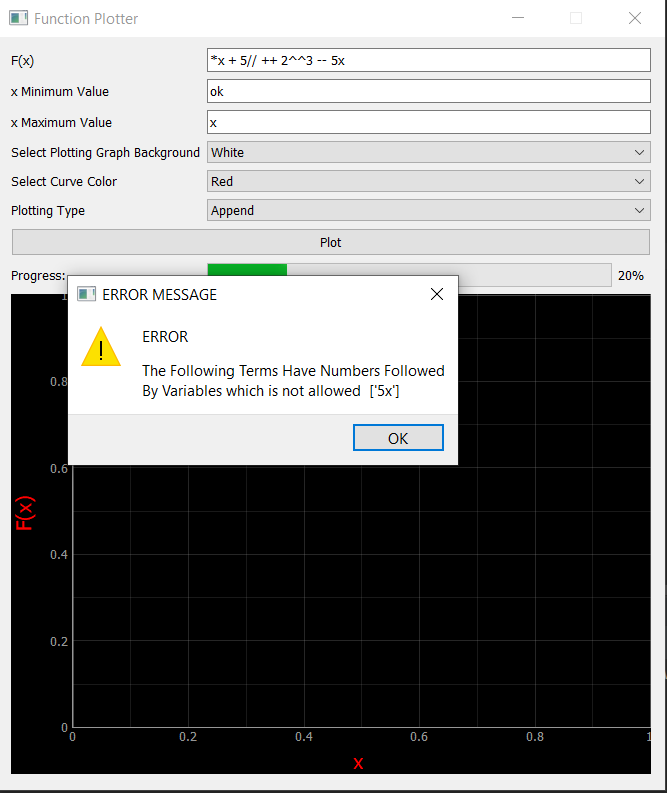 Function Plotter
F(x)
*x + 5// ++ 2^^3 -- 5x
x Minimum Value
ok
x Maximum Value
x
Select Plotting Graph Background
White
Select Curve Color
Red
Plotting Type
Append
Plot
Progress:
20%
ERROR MESSAGE
ERROR
The Following Terms Have Numbers Followed
By Variables which is not allowed  ['5x']
OK
1
0.8
0.6
0.4
0.2
0
F(x)
0
0.2
0.4
0.6
0.8
1
X